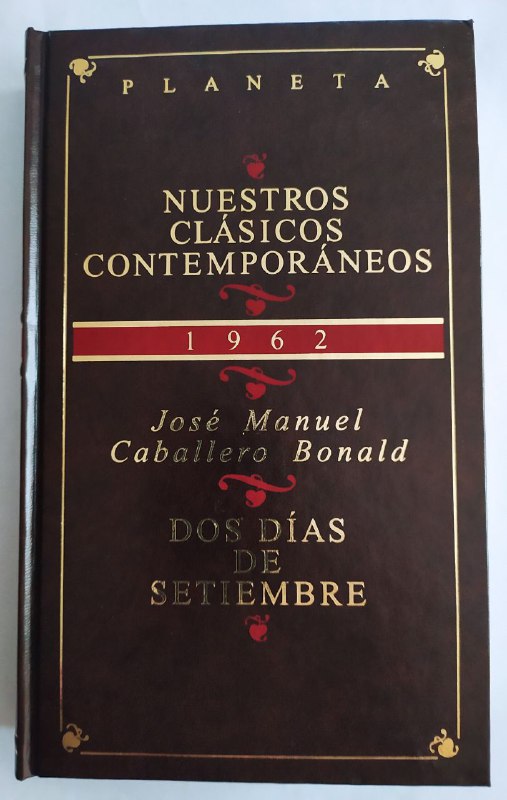 PLANETA
NUESTROS
CLÁSICOS
CONTEMPORÁNEOS
1962
José Manuel
Caballero Bonald
DOS DÍAS
DE
SETIEMBRE